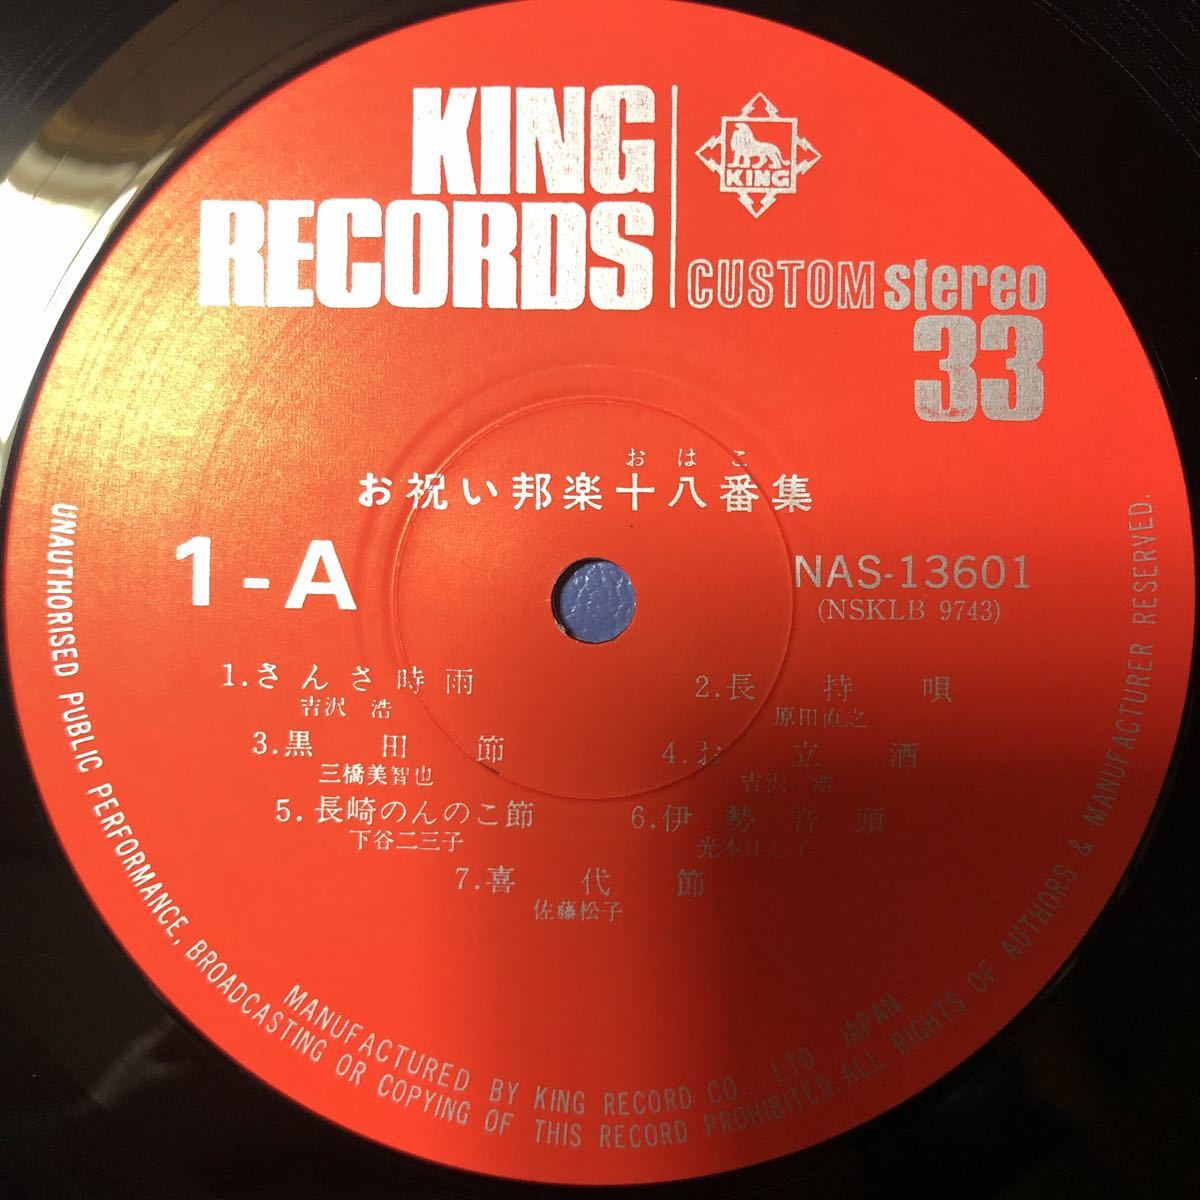 KING
RECORDS
KING
CUSTOM stereo
33
おはこ
お祝い邦楽十八番集
1-A
NAS-13601
(NSKLB 9743)
1.さんさ時雨
吉沢 浩
2.長持唄
原田直之
3.黒田節
三橋美智也
4.お立酒
吉沢 浩
5.長崎のんのこ節
下谷二三子
6.伊勢音頭
7.喜代節
佐藤松子
MANUFACTURED BY KING RECORD CO., LTD JAPAN
UNAUTHORISED PUBLIC PERFORMANCE, BROADCASTING OR COPYING OF THIS RECORD PROHIBITED. ALL RIGHTS OF AUTHORS & MANUFACTURER RESERVED.